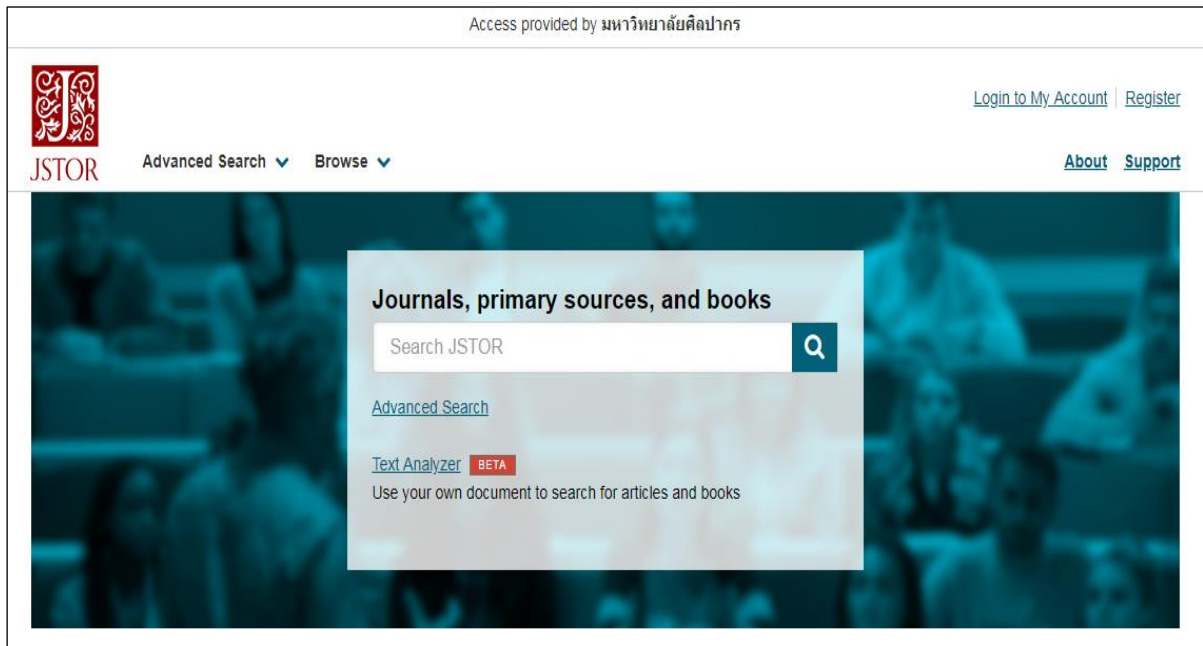 Access provided by มหาวิทยาลัยศิลปากร
Login to My Account Register
JSTOR
Advanced Search Browse
About Support
Journals, primary sources, and books
Search JSTOR
Advanced Search
Text Analyzer BETA
Use your own document to search for articles and books